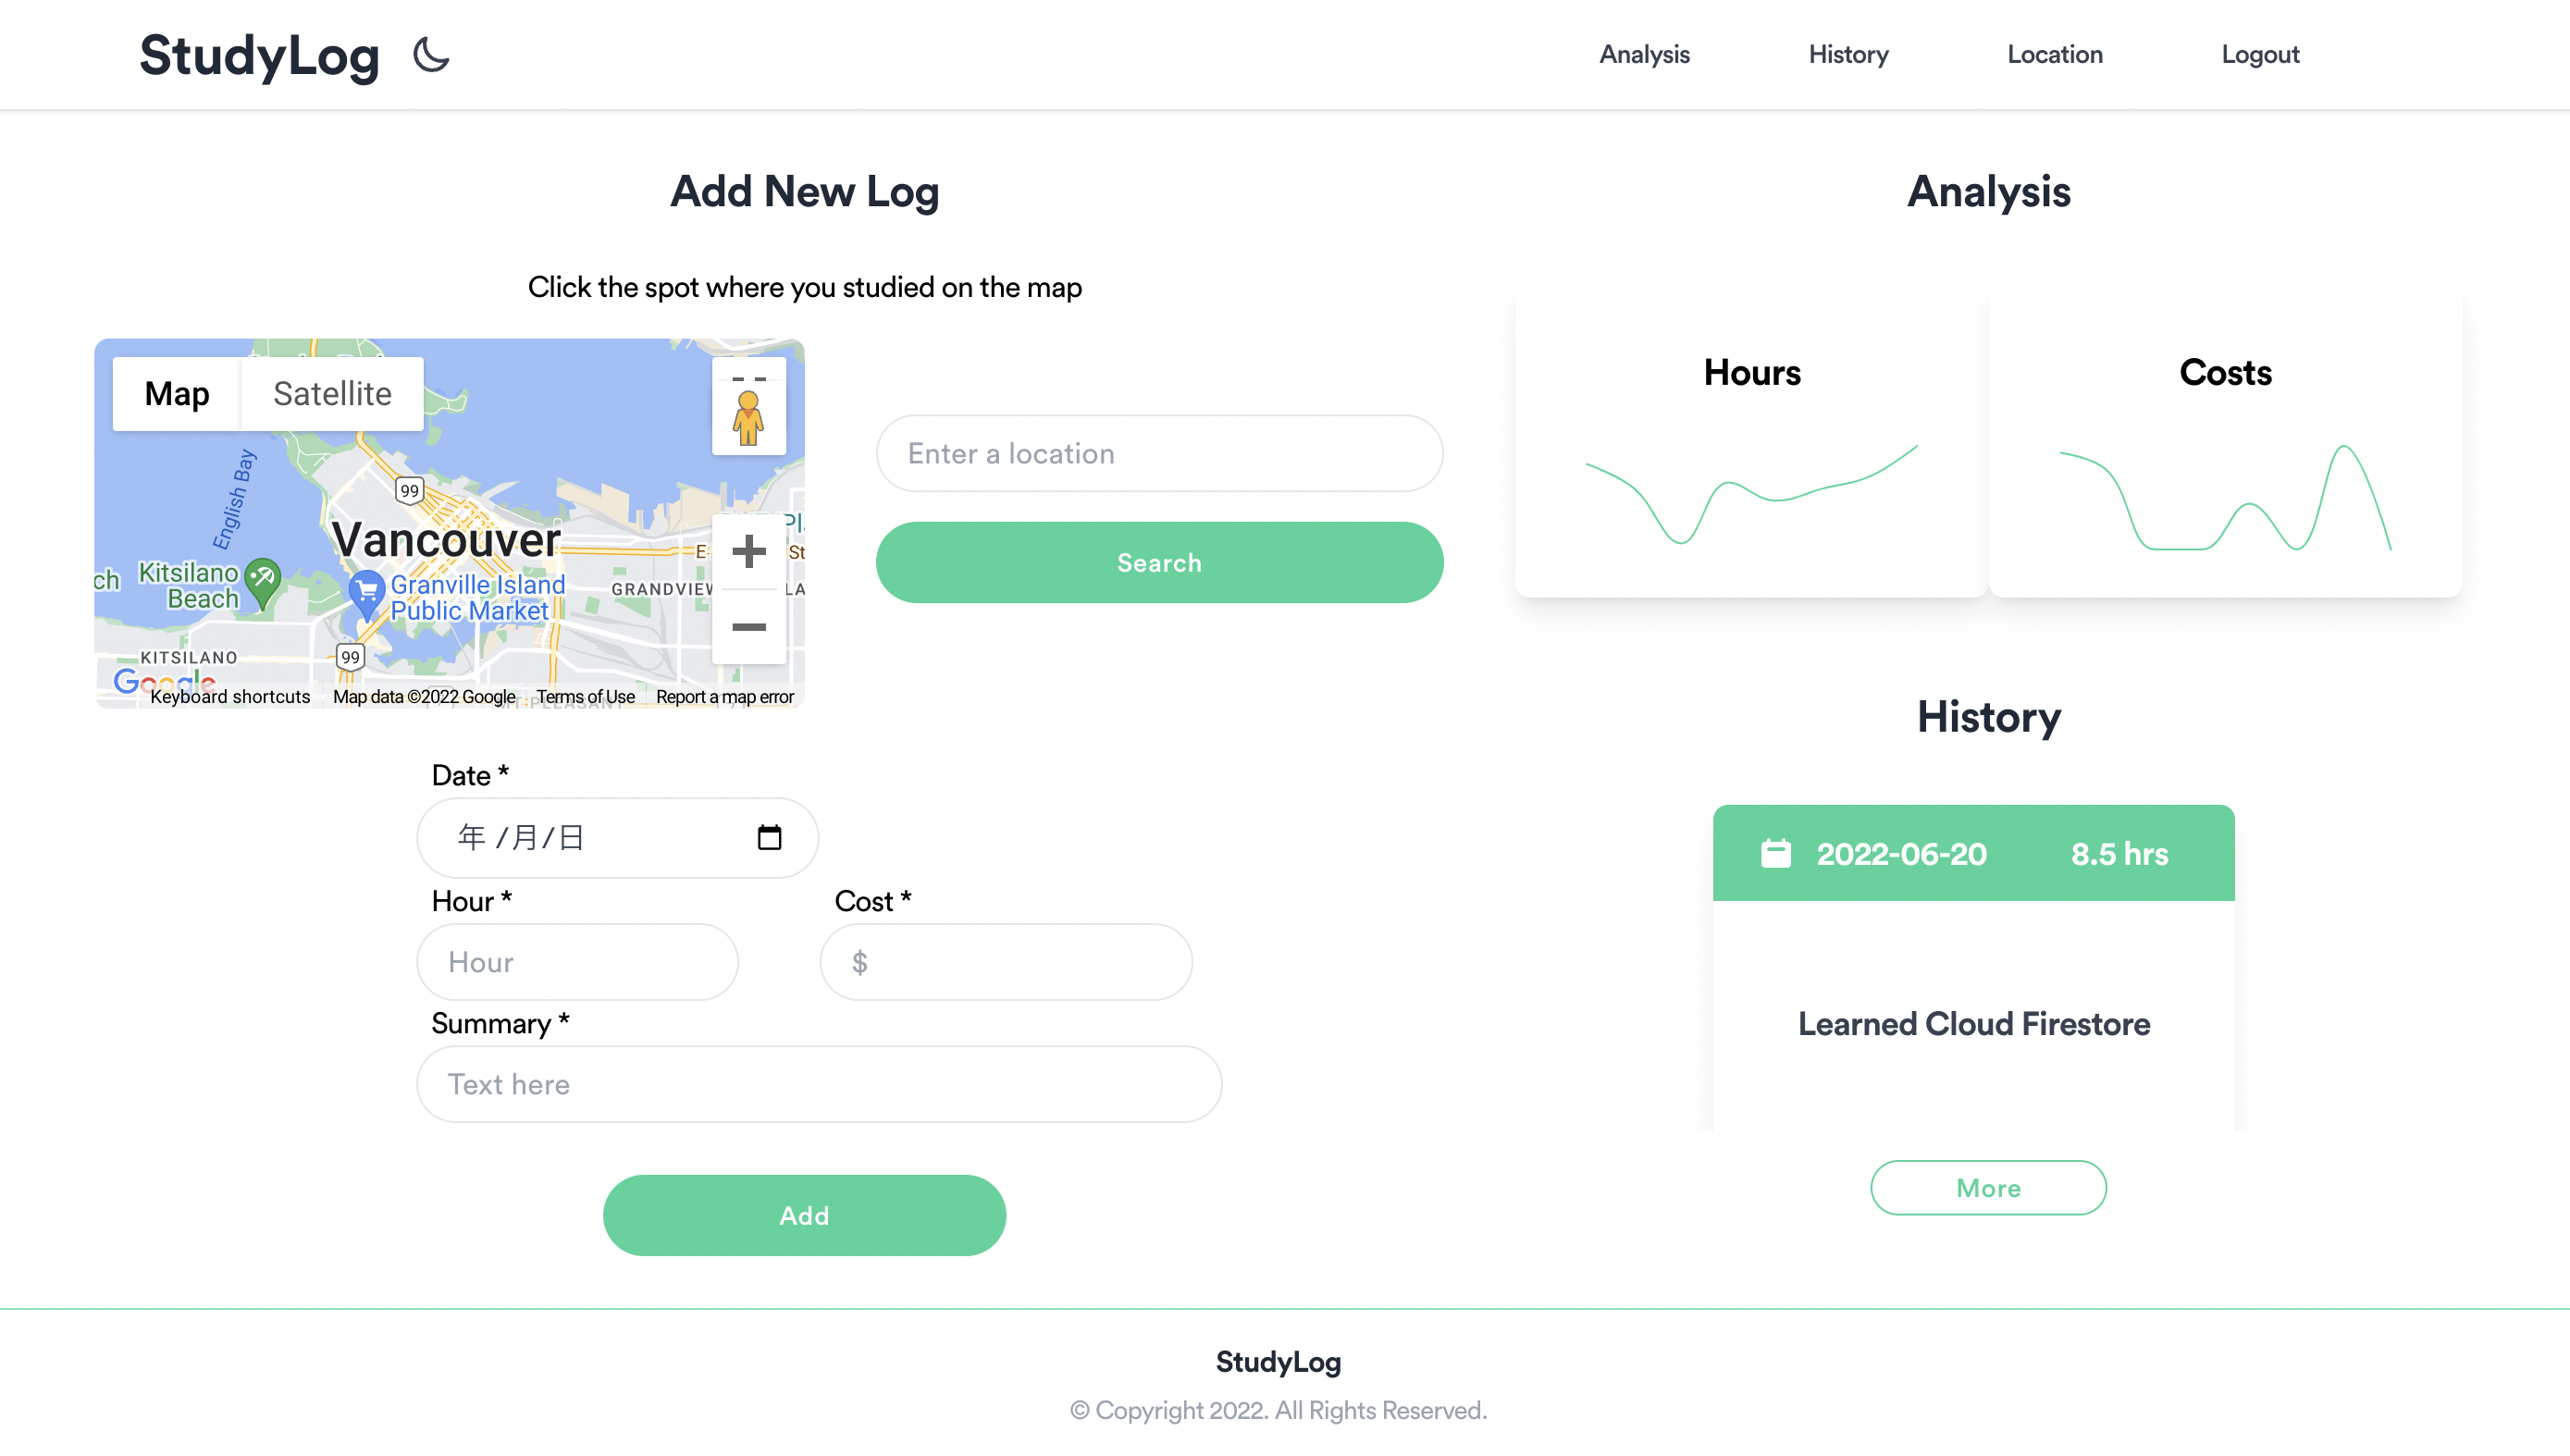 StudyLog
Analysis
History
Location
Logout
Add New Log
Click the spot where you studied on the map
Map
Satellite
English Bay
99
Vancouver
Kitsilano
Beach
Granville Island
Public Market
GRANDVIEW
KITSILANO
99
Google
Keyboard shortcuts
Map data ©2022 Google
Terms of Use
Report a map error
Enter a location
Search
Date *
年 /月/日
Hour *
Cost *
Hour
$
Summary *
Text here
Add
Analysis
Hours
Costs
History
2022-06-20
8.5 hrs
Learned Cloud Firestore
More
StudyLog
© Copyright 2022. All Rights Reserved.